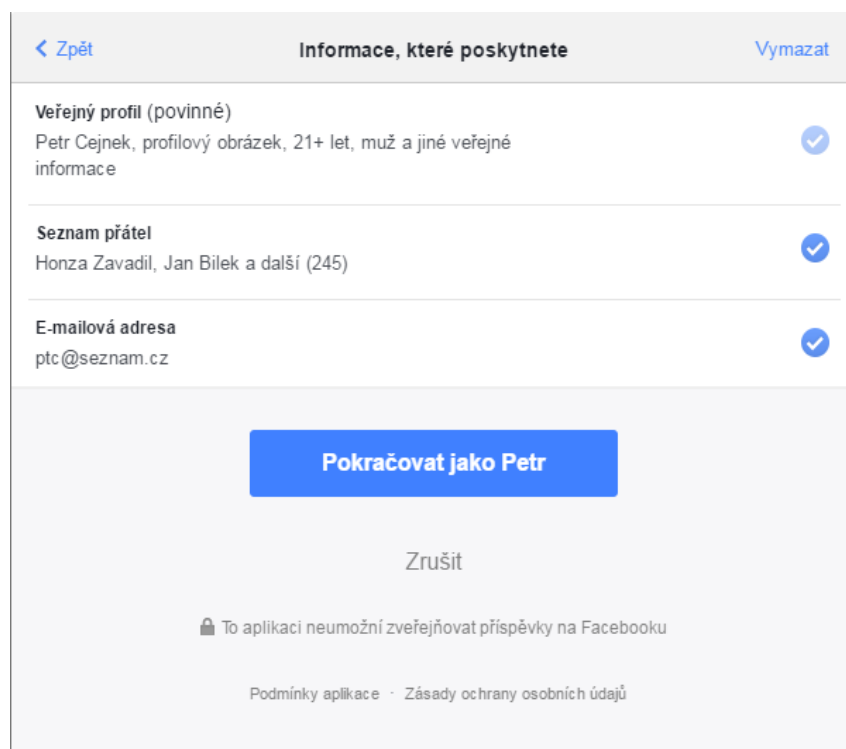 Zpět Informace, které poskytnete Vymazat
Veřejný profil (povinné)
Petr Cejnek, profilový obrázek, 21+ let, muž a jiné veřejné
informace
Seznam přátel
Honza Zavadil, Jan Bilek a další (245)
E-mailová adresa
ptc@seznam.cz
Pokračovat jako Petr
Zrušit
To aplikaci neumožní zveřejňovat příspěvky na Facebooku
Podmínky aplikace · Zásady ochrany osobních údajů